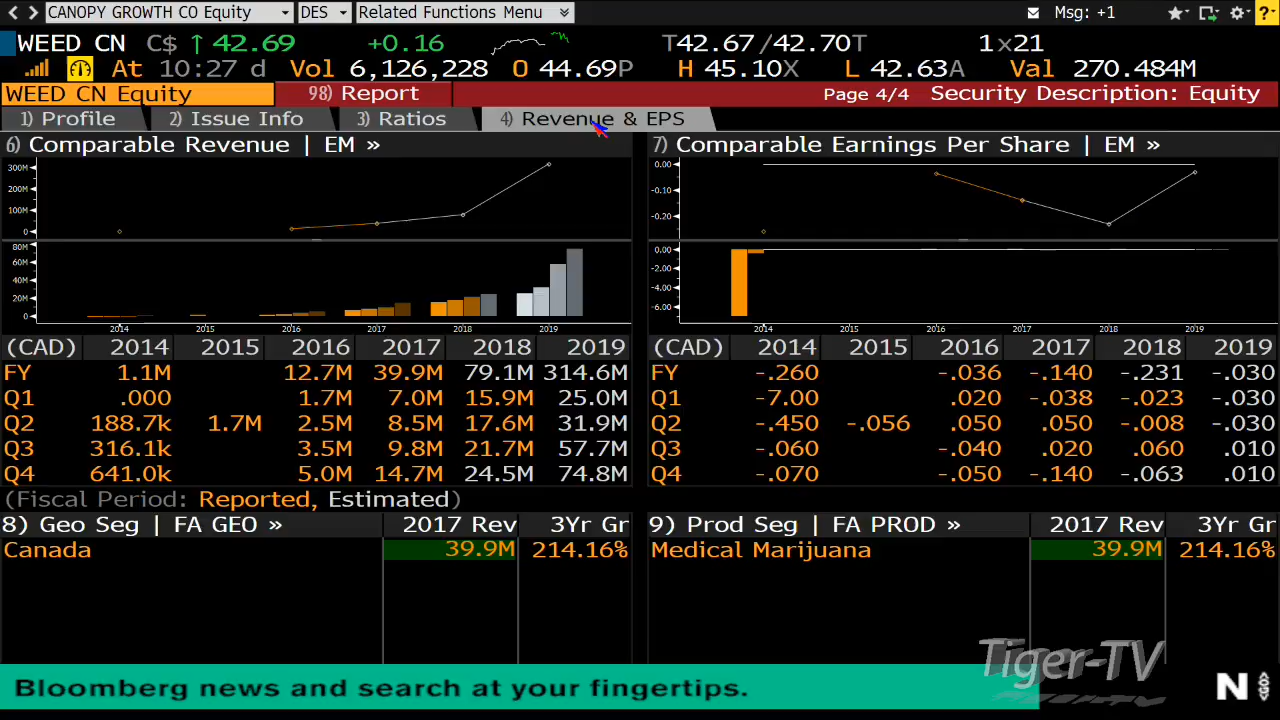 CANOPY GROWTH CO Equity DES Related Functions Menu Msg: +1 ?
WEED CN C$ ↑ 42.69 +0.16 T42.67/42.70T 1x21
At 10:27 d Vol 6,126,228 O 44.69P H 45.10X L 42.63A Val 270.484M
WEED CN Equity 98) Report Page 4/4 Security Description: Equity
1) Profile 2) Issue Info 3) Ratios 4) Revenue & EPS
6) Comparable Revenue | EM »
300M
200M
100M
0
80M
60M
40M
20M
0
2014 2015 2016 2017 2018 2019
(CAD) 2014 2015 2016 2017 2018 2019
FY 1.1M 12.7M 39.9M 79.1M 314.6M
Q1 .000 1.7M 7.0M 15.9M 25.0M
Q2 188.7k 1.7M 2.5M 8.5M 17.6M 31.9M
Q3 316.1k 3.5M 9.8M 21.7M 57.7M
Q4 641.0k 5.0M 14.7M 24.5M 74.8M
7) Comparable Earnings Per Share | EM »
0.00
-0.10
-0.20
0.00
-2.00
-4.00
-6.00
2014 2015 2016 2017 2018 2019
(CAD) 2014 2015 2016 2017 2018 2019
FY -.260 -.036 -.140 -.231 -.030
Q1 -7.00 .020 -.038 -.023 -.030
Q2 -.450 -.056 .050 .050 -.008 -.030
Q3 -.060 -.040 .020 .060 .010
Q4 -.070 -.050 -.140 -.063 .010
(Fiscal Period: Reported, Estimated)
8) Geo Seg | FA GEO » 2017 Rev 3Yr Gr
Canada 39.9M 214.16%
9) Prod Seg | FA PROD » 2017 Rev 3Yr Gr
Medical Marijuana 39.9M 214.16%
Tiger-TV
Bloomberg news and search at your fingertips.
N